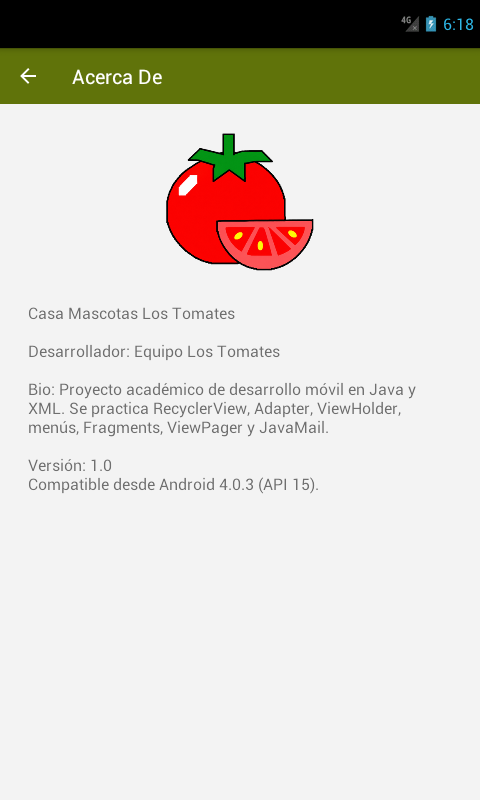 4G 6:18
Acerca De
Casa Mascotas Los Tomates
Desarrollador: Equipo Los Tomates
Bio: Proyecto académico de desarrollo móvil en Java y
XML. Se practica RecyclerView, Adapter, ViewHolder,
menús, Fragments, ViewPager y JavaMail.
Versión: 1.0
Compatible desde Android 4.0.3 (API 15).